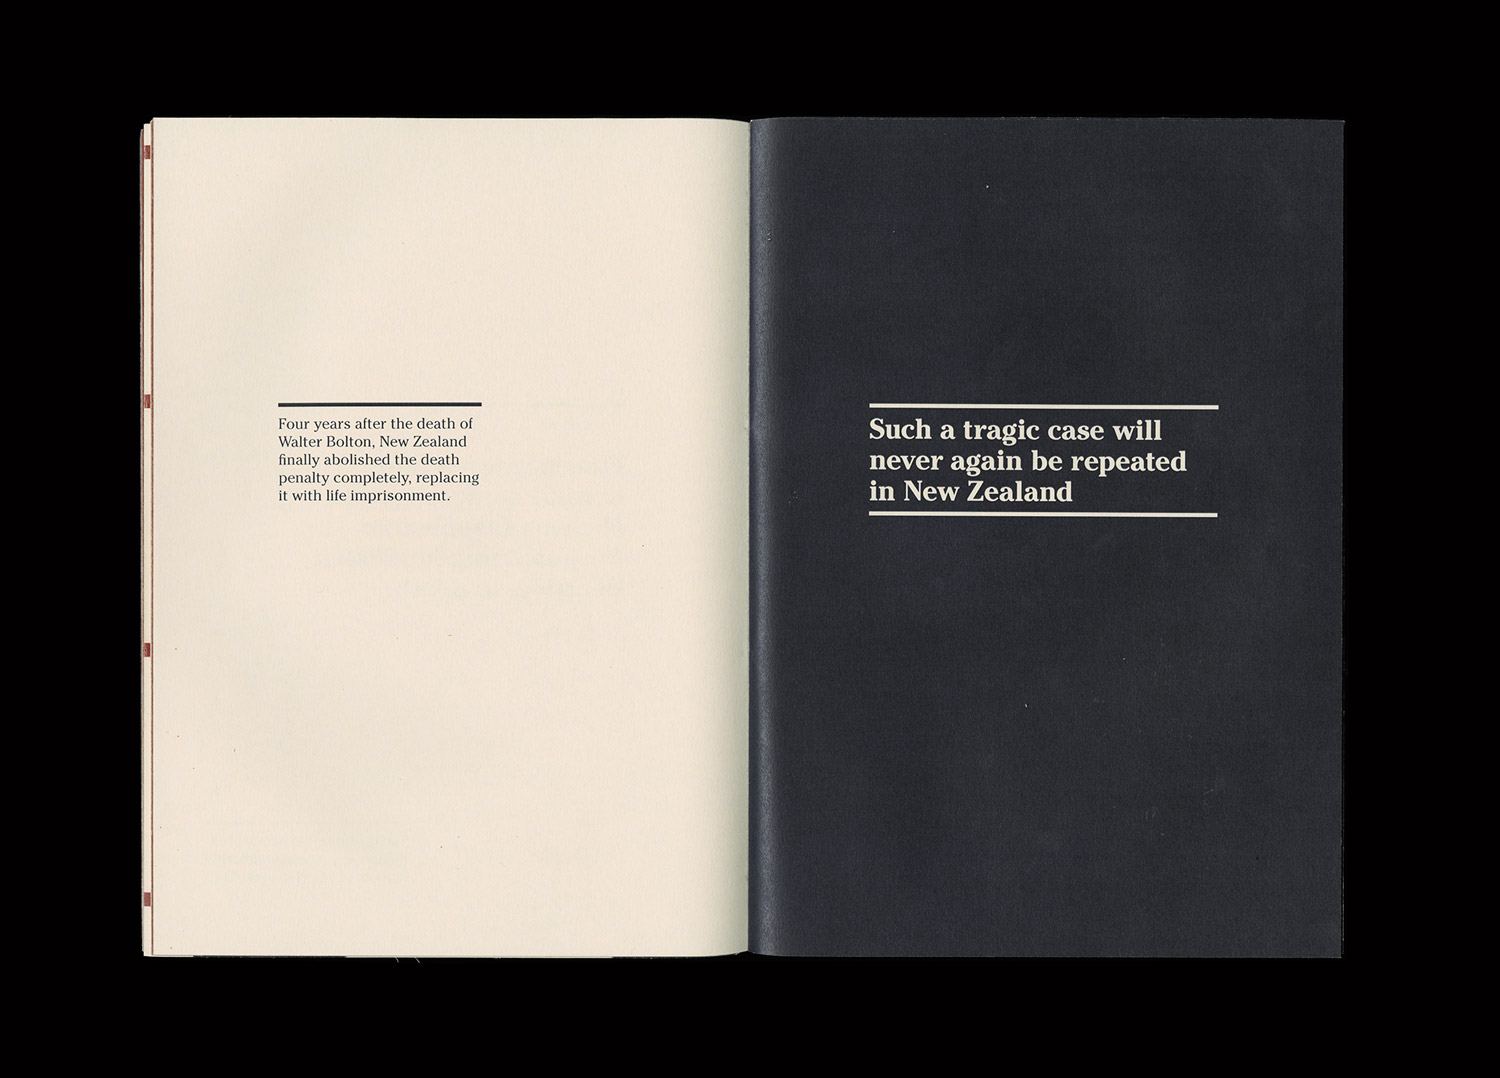 Four years after the death of
Walter Bolton, New Zealand
finally abolished the death
penalty completely, replacing
it with life imprisonment.
Such a tragic case will
never again be repeated
in New Zealand